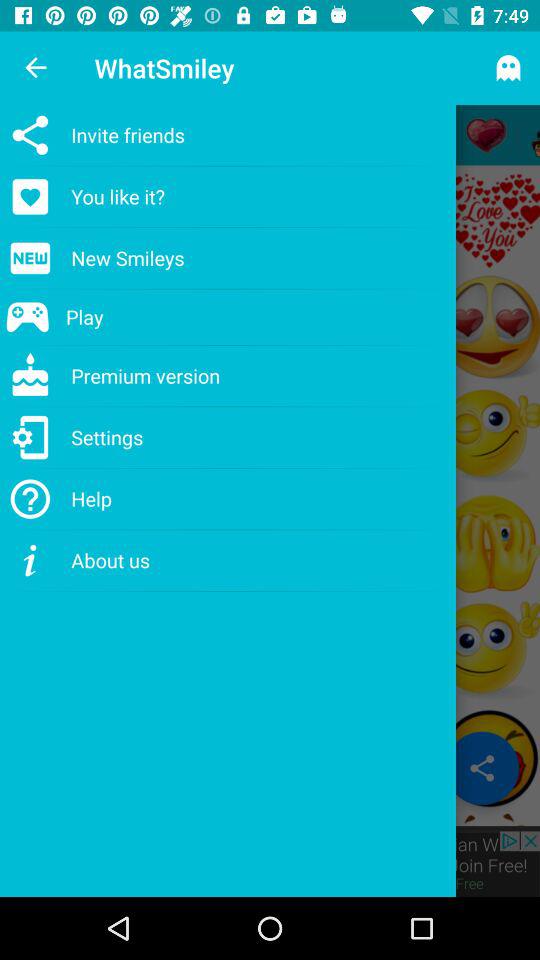 7:49
WhatSmiley
Invite friends
You like it?
NEW New Smileys
Play
Premium version
Settings
Help
i About us
I
Love
You
an W
Join Free!
Free